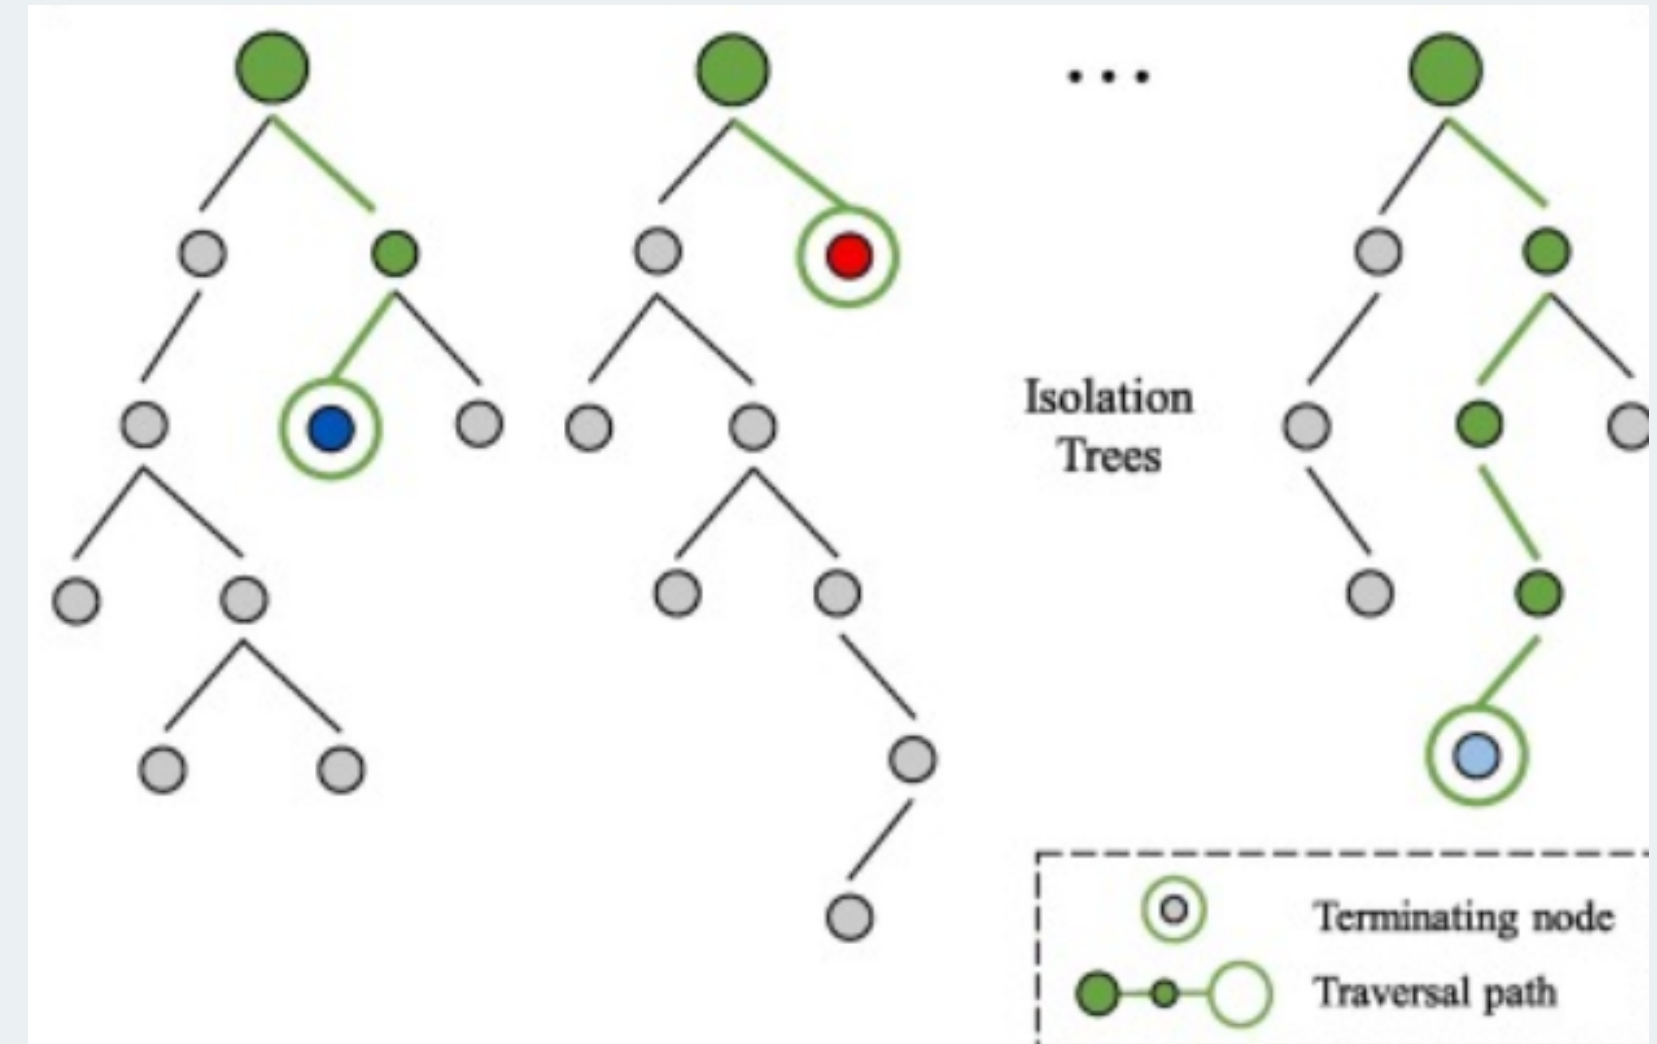 ...
Isolation
Trees
Terminating node
Traversal path